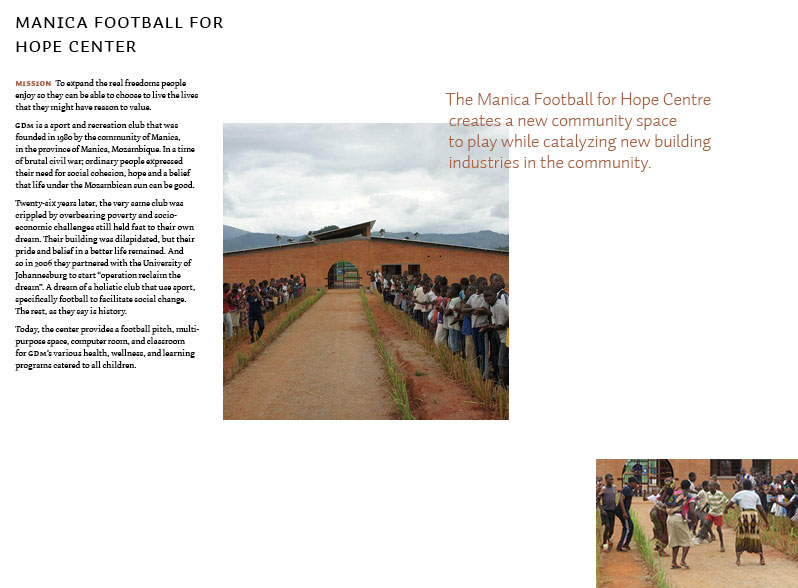 MANICA FOOTBALL FOR
HOPE CENTER
MISSION To expand the real freedoms people
enjoy so they can be able to choose to live the lives
that they might have reason to value.
GDM is a sport and recreation club that was
founded in 1980 by the community of Manica,
in the province of Manica, Mozambique. In a time
of brutal civil war; ordinary people expressed
their need for social cohesion, hope and a belief
that life under the Mozambican sun can be good.
Twenty-six years later, the very same club was
crippled by overbearing poverty and socio-
economic challenges still held fast to their own
dream. Their building was dilapidated, but their
pride and belief in a better life remained. And
so in 2006 they partnered with the University of
Johannesburg to start "operation reclaim the
dream". A dream of a holistic club that use sport,
specifically football to facilitate social change.
The rest, as they say is history.
Today, the center provides a football pitch, multi-
purpose space, computer room, and classroom
for GDM's various health, wellness, and learning
programs catered to all children.
The Manica Football for Hope Centre
creates a new community space
to play while catalyzing new building
industries in the community.